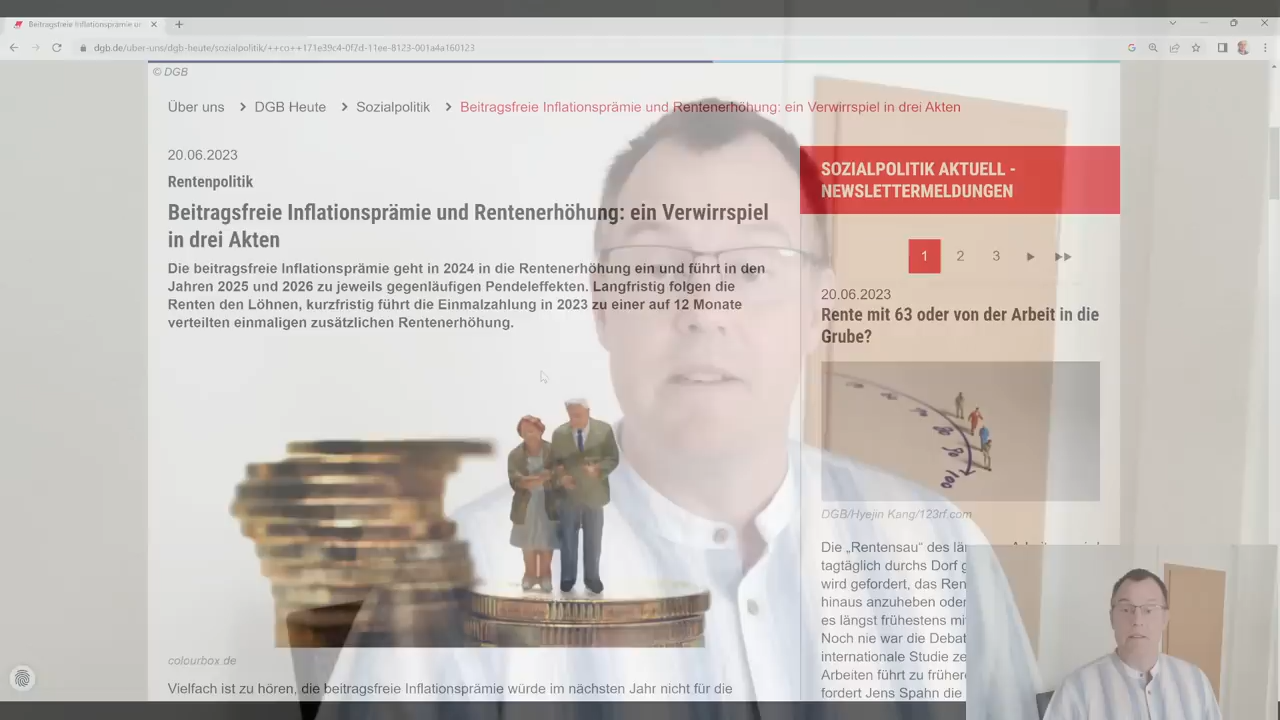 Beitragsfreie Inflationsprämie ur
dgb.de/uber-uns/dgb-heute/sozialpolitik/++co++171e39c4-0f7d-11ee-8123-001a4a160123
© DGB
Über uns > DGB Heute > Sozialpolitik > Beitragsfreie Inflationsprämie und Rentenerhöhung: ein Verwirrspiel in drei Akten
20.06.2023
Rentenpolitik
Beitragsfreie Inflationsprämie und Rentenerhöhung: ein Verwirrspiel
in drei Akten
Die beitragsfreie Inflationsprämie geht in 2024 in die Rentenerhöhung ein und führt in den
Jahren 2025 und 2026 zu jeweils gegenläufigen Pendeleffekten. Langfristig folgen die
Renten den Löhnen, kurzfristig führt die Einmalzahlung in 2023 zu einer auf 12 Monate
verteilten einmaligen zusätzlichen Rentenerhöhung.
colourbox.de
Vielfach ist zu hören, die beitragsfreie Inflationsprämie würde im nächsten Jahr nicht für die
SOZIALPOLITIK AKTUELL -
NEWSLETTERMELDUNGEN
1 2 3
20.06.2023
Rente mit 63 oder von der Arbeit in die
Grube?
100
DGB/Hyejin Kang/123rf.com
Die „Rentensau“ des
tagtäglich durchs Dorf
wird gefordert, das
hinaus anzuheben oder
es längst frühestens
Noch nie war die
internationale Studie
Arbeiten führt zu
fordert Jens Spahn die